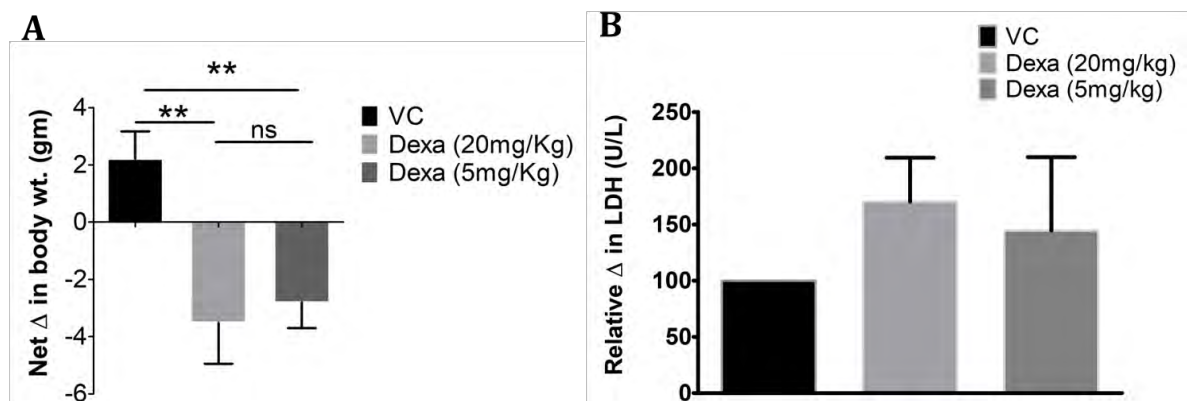 A
**
**
ns
Net Δ in body wt. (gm)
4
2
0
-2
-4
-6
VC
Dexa (20mg/Kg)
Dexa (5mg/Kg)
B
VC
Dexa (20mg/kg)
Dexa (5mg/kg)
Relative Δ in LDH (U/L)
250
200
150
100
50
0